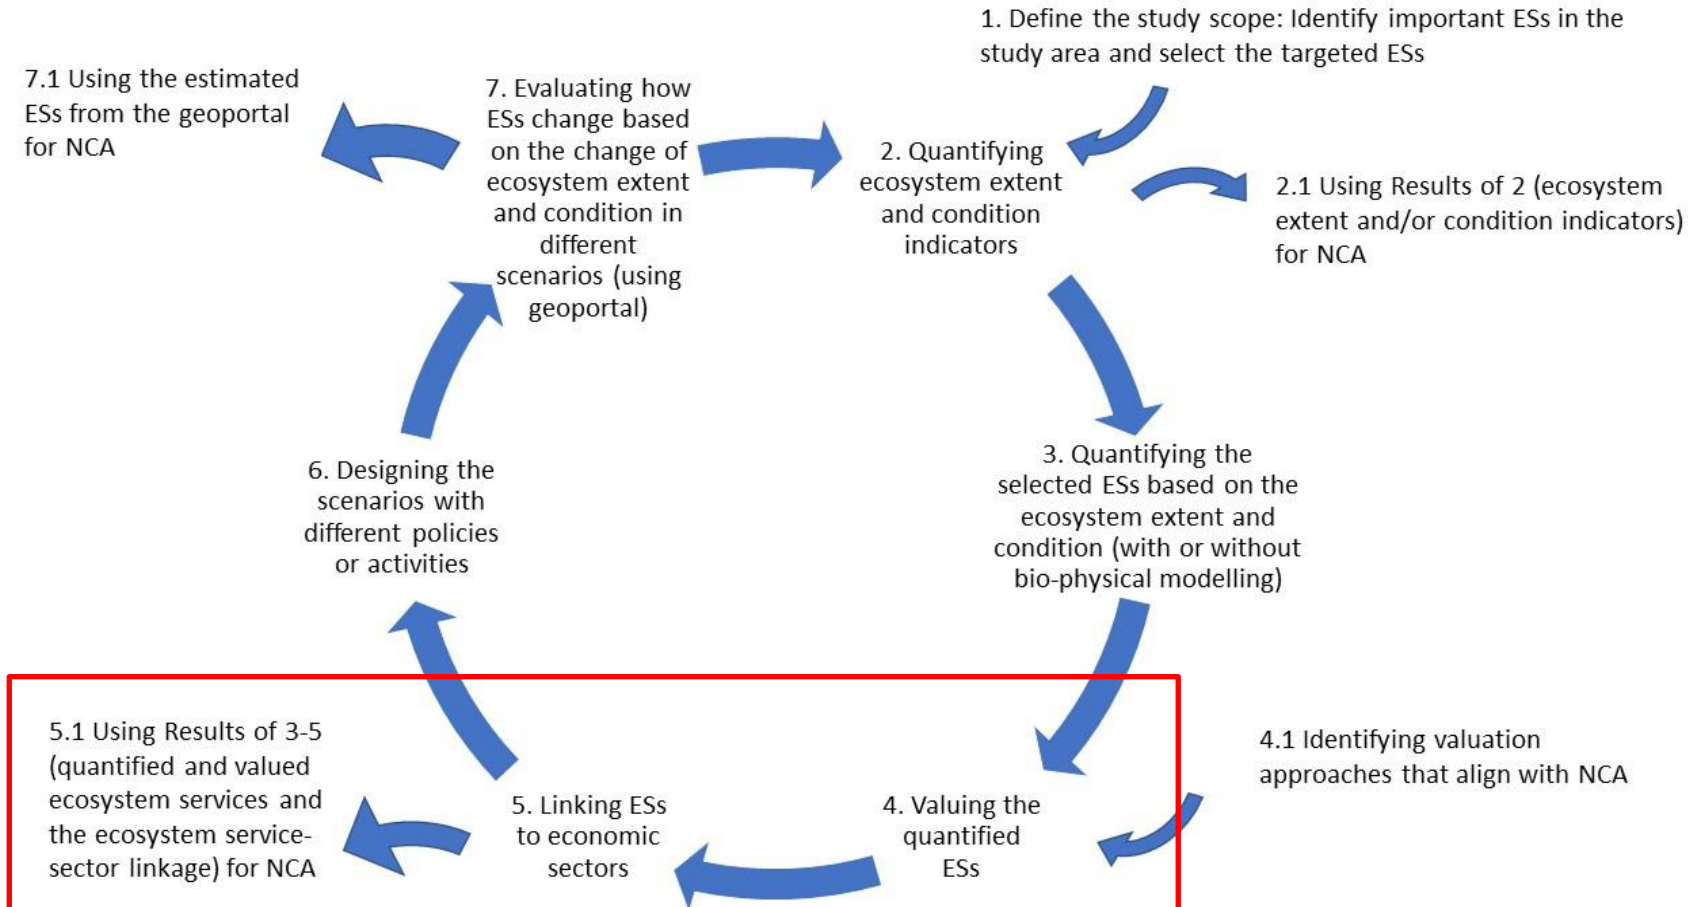 1. Define the study scope: Identify important ESs in the
study area and select the targeted ESs
7.1 Using the estimated
ESs from the geoportal
for NCA
7. Evaluating how
ESs change based
on the change of
ecosystem extent
and condition in
different
scenarios (using
geoportal)
2. Quantifying
ecosystem extent
and condition
indicators
2.1 Using Results of 2 (ecosystem
extent and/or condition indicators)
for NCA
3. Quantifying the
selected ESs based on the
ecosystem extent and
condition (with or without
bio-physical modelling)
6. Designing the
scenarios with
different policies
or activities
5.1 Using Results of 3-5
(quantified and valued
ecosystem services and
the ecosystem service-
sector linkage) for NCA
5. Linking ESs
to economic
sectors
4. Valuing the
quantified
ESs
4.1 Identifying valuation
approaches that align with NCA